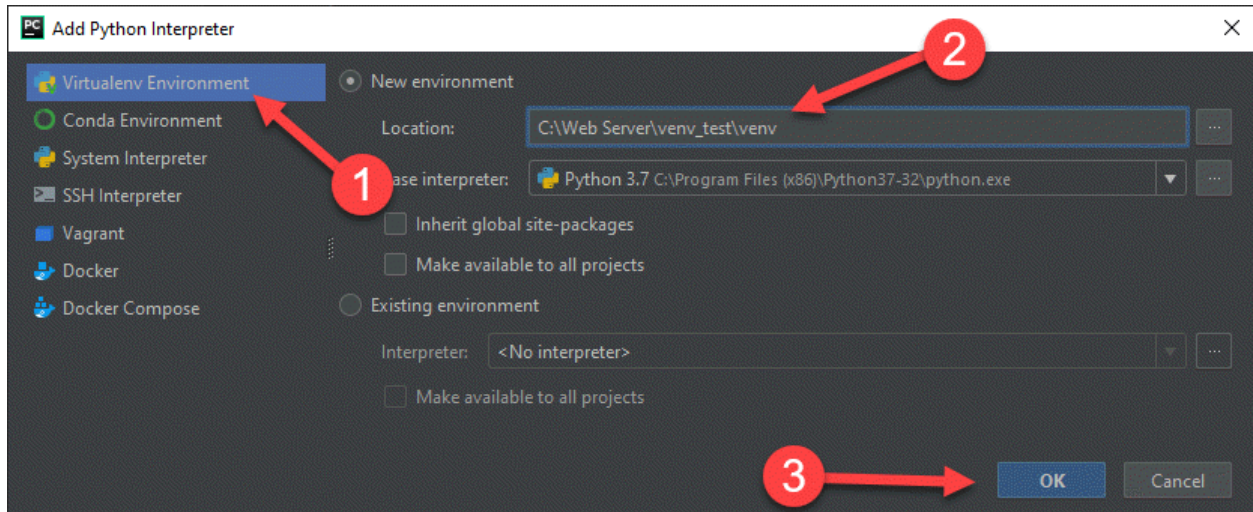 PC Add Python Interpreter
Virtualenv Environment
Conda Environment
System Interpreter
SSH Interpreter
Vagrant
Docker
Docker Compose
New environment
2
Location: C:\Web Server\venv_test\venv ...
1
ase interpreter: Python 3.7 C:\Program Files (x86)\Python37-32\python.exe ...
Inherit global site-packages
Make available to all projects
Existing environment
Interpreter: <No interpreter> ...
Make available to all projects
3
OK Cancel